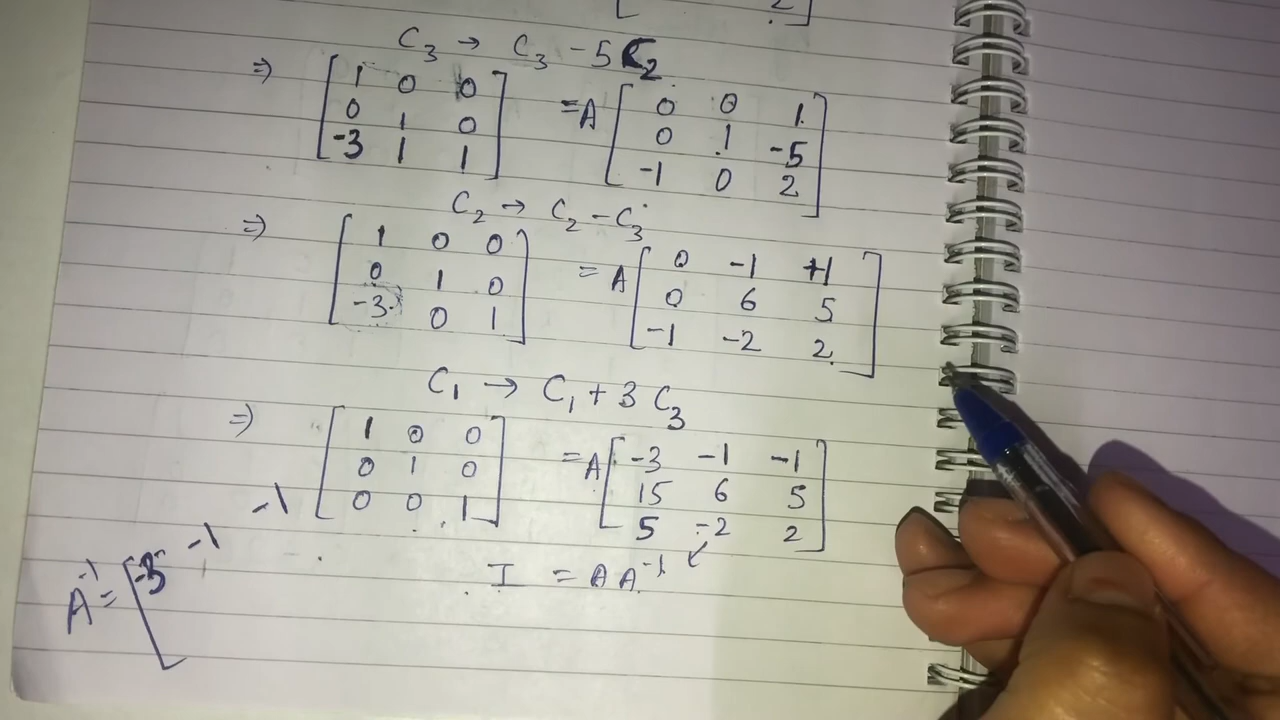 2
C₃ → C₃ - 5C₂
⇒ [1 0 0 = A [0 0 1
0 1 0 0 1 -5
-3 1 1] -1 0 2]
C₂ → C₂ - C₃
⇒ [1 0 0 = A [0 -1 +1
0 1 0 0 6 5
-3 0 1] -1 -2 2]
C₁ → C₁ + 3C₃
⇒ [1 0 0 = A [-3 -1 -1
0 1 0 15 6 5
0 0 1] 5 -2 2]
I = AA⁻¹
A⁻¹ = [-3 -1 -1